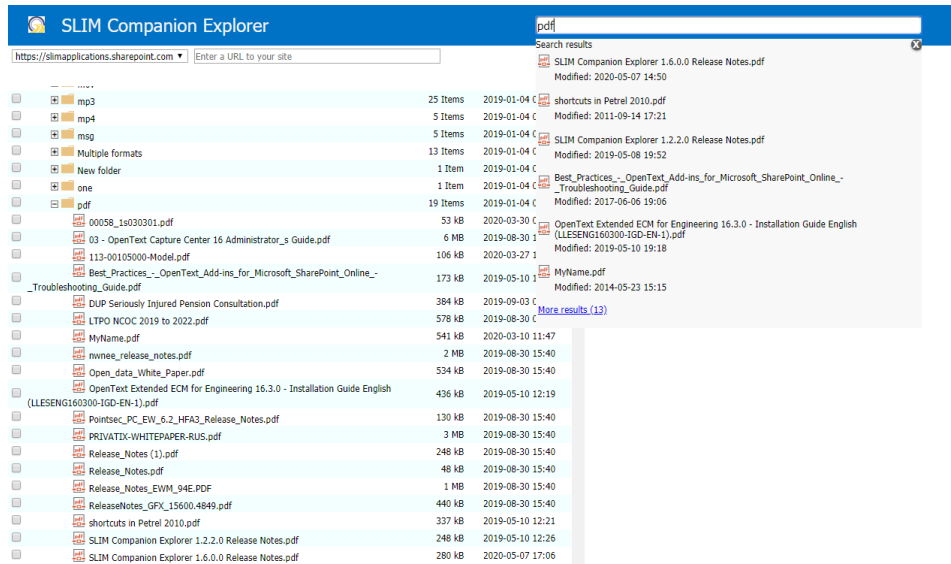 SLIM Companion Explorer
pdf
https://slimapplications.sharepoint.com
Enter a URL to your site
Search results
SLIM Companion Explorer 1.6.0.0 Release Notes.pdf
Modified: 2020-05-07 14:50
shortcuts in Petrel 2010.pdf
Modified: 2011-09-14 17:21
SLIM Companion Explorer 1.2.2.0 Release Notes.pdf
Modified: 2019-05-08 19:52
Best_Practices_-_OpenText_Add-ins_for_Microsoft_SharePoint_Online_-
_Troubleshooting_Guide.pdf
Modified: 2017-06-06 19:06
OpenText Extended ECM for Engineering 16.3.0 - Installation Guide English
(LLESENG160300-IGD-EN-1).pdf
Modified: 2019-05-10 19:18
MyName.pdf
Modified: 2014-05-23 15:15
More results (13)
mp3 25 Items 2019-01-04
mp4 5 Items 2019-01-04
msg 5 Items 2019-01-04
Multiple formats 13 Items 2019-01-04
New folder 1 Item 2019-01-04
one 1 Item 2019-01-04
pdf 19 Items 2019-01-04
00058_1s030301.pdf 53 kB 2020-03-30
03 - OpenText Capture Center 16 Administrator_s Guide.pdf 6 MB 2019-08-30
113-00105000-Model.pdf 106 kB 2020-03-27
Best_Practices_-_OpenText_Add-ins_for_Microsoft_SharePoint_Online_-
_Troubleshooting_Guide.pdf 173 kB 2019-05-10
DUP Seriously Injured Pension Consultation.pdf 384 kB 2019-09-03
LTPO NCOC 2019 to 2022.pdf 578 kB 2019-08-30
MyName.pdf 541 kB 2020-03-10 11:47
nwnee_release_notes.pdf 2 MB 2019-08-30 15:40
Open_data_White_Paper.pdf 534 kB 2019-08-30 15:40
OpenText Extended ECM for Engineering 16.3.0 - Installation Guide English
(LLESENG160300-IGD-EN-1).pdf 436 kB 2019-05-10 12:19
Pointsec_PC_EW_6.2_HFA3_Release_Notes.pdf 130 kB 2019-08-30 15:40
PRIVATIX-WHITEPAPER-RUS.pdf 3 MB 2019-08-30 15:40
Release_Notes (1).pdf 248 kB 2019-08-30 15:40
Release_Notes.pdf 48 kB 2019-08-30 15:40
Release_Notes_EWM_94E.PDF 1 MB 2019-08-30 15:40
ReleaseNotes_GFX_15600.4849.pdf 440 kB 2019-08-30 15:40
shortcuts in Petrel 2010.pdf 337 kB 2019-05-10 12:21
SLIM Companion Explorer 1.2.2.0 Release Notes.pdf 248 kB 2019-05-10 12:26
SLIM Companion Explorer 1.6.0.0 Release Notes.pdf 280 kB 2020-05-07 17:06